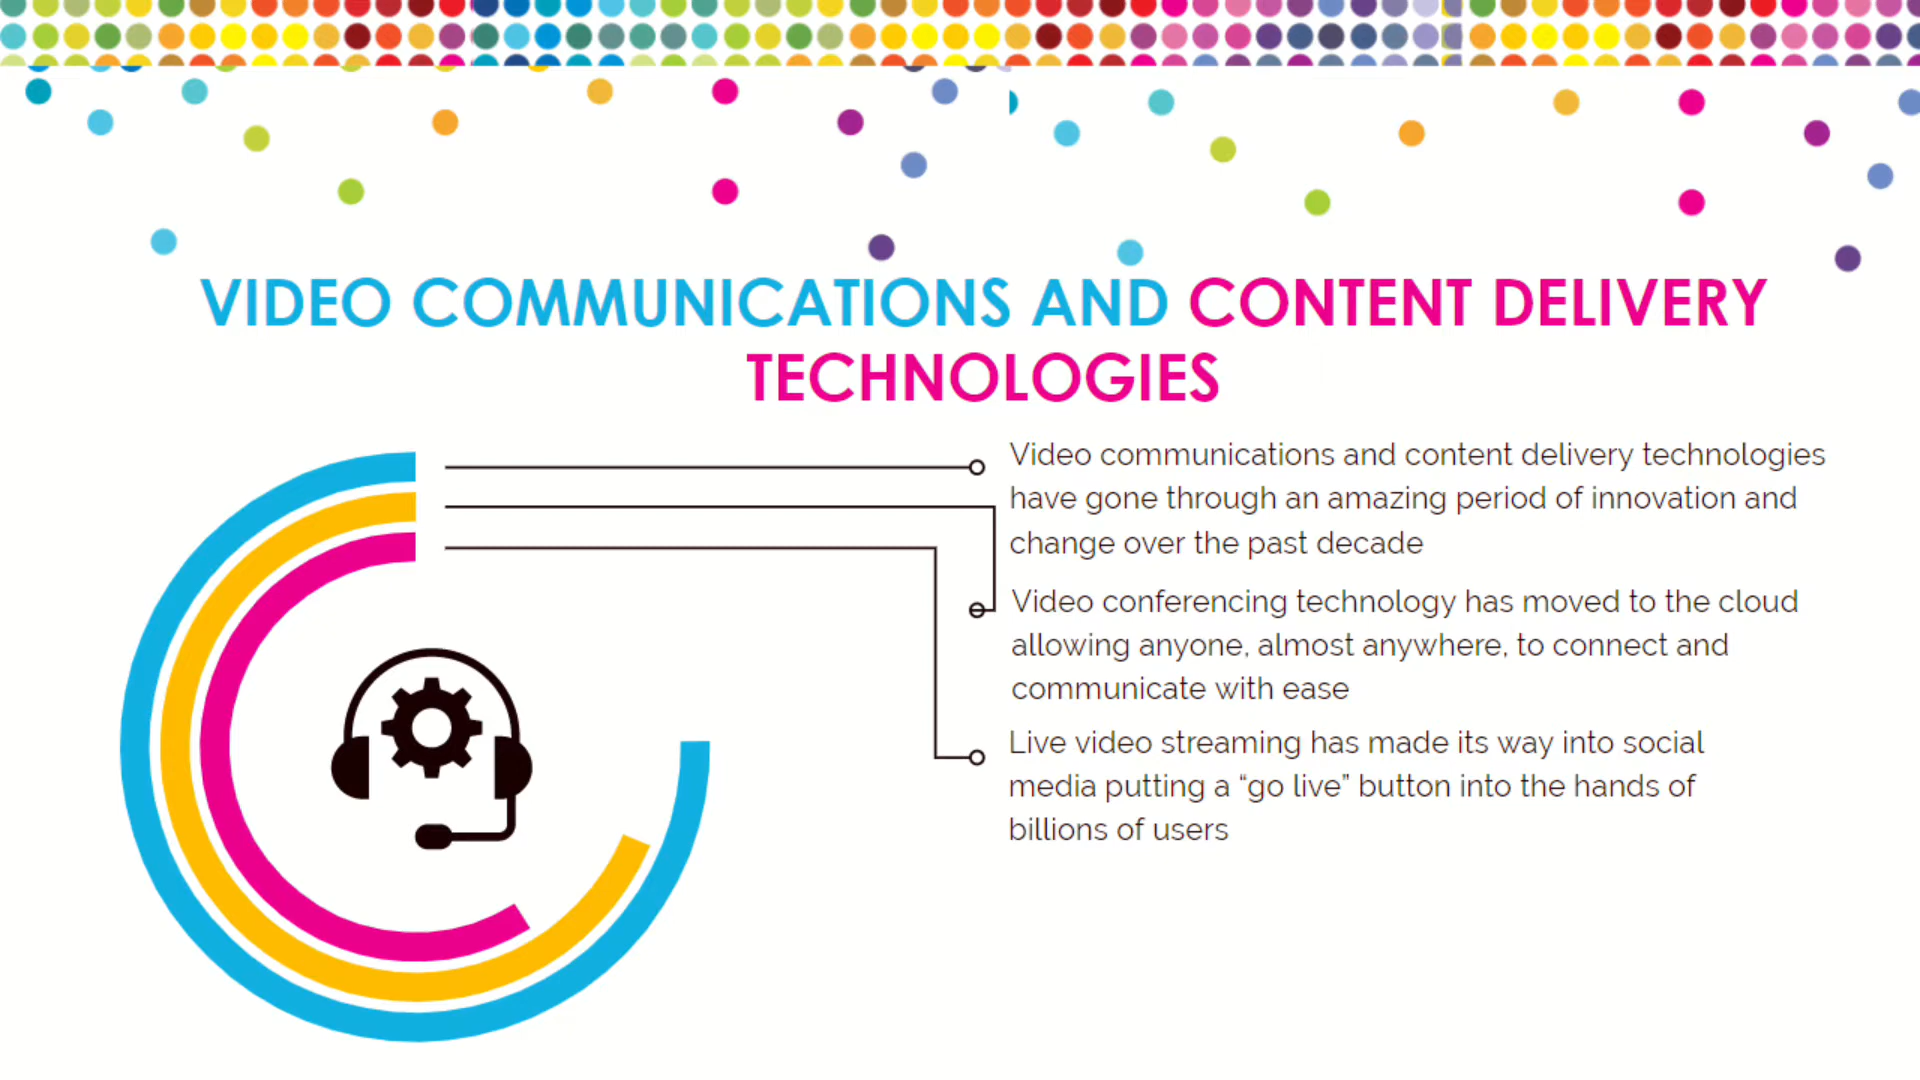 VIDEO COMMUNICATIONS AND CONTENT DELIVERY
TECHNOLOGIES
Video communications and content delivery technologies
have gone through an amazing period of innovation and
change over the past decade
Video conferencing technology has moved to the cloud
allowing anyone, almost anywhere, to connect and
communicate with ease
Live video streaming has made its way into social
media putting a “go live” button into the hands of
billions of users